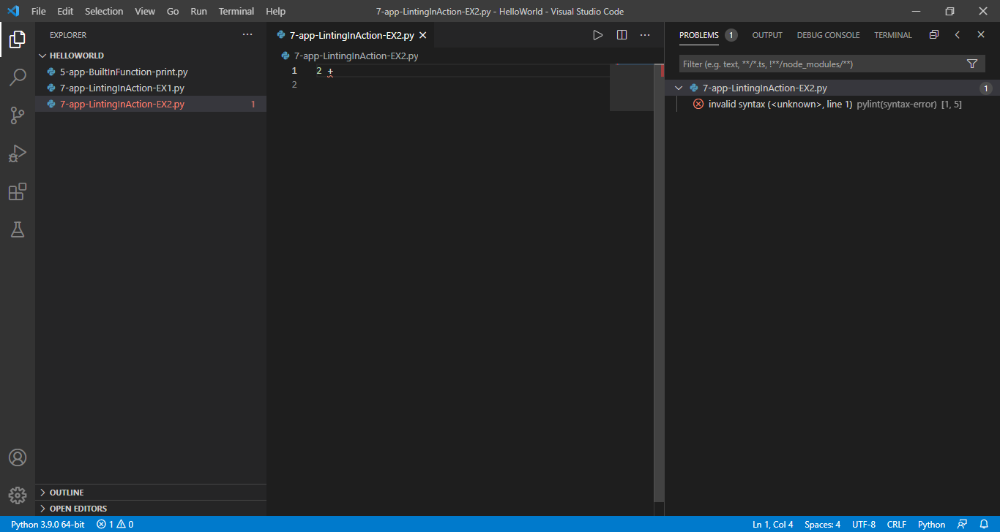 File Edit Selection View Go Run Terminal Help 7-app-LintingInAction-EX2.py - HelloWorld - Visual Studio Code
EXPLORER
HELLOWORLD
5-app-BuiltInFunction-print.py
7-app-LintingInAction-EX1.py
7-app-LintingInAction-EX2.py 1
OUTLINE
OPEN EDITORS
7-app-LintingInAction-EX2.py
7-app-LintingInAction-EX2.py
1 2 +
2
PROBLEMS 1 OUTPUT DEBUG CONSOLE TERMINAL
Filter (e.g. text, **/*.ts, !**/node_modules/**)
7-app-LintingInAction-EX2.py 1
invalid syntax (<unknown>, line 1) pylint(syntax-error) [1, 5]
Python 3.9.0 64-bit 1 0 Ln 1, Col 4 Spaces: 4 UTF-8 CRLF Python